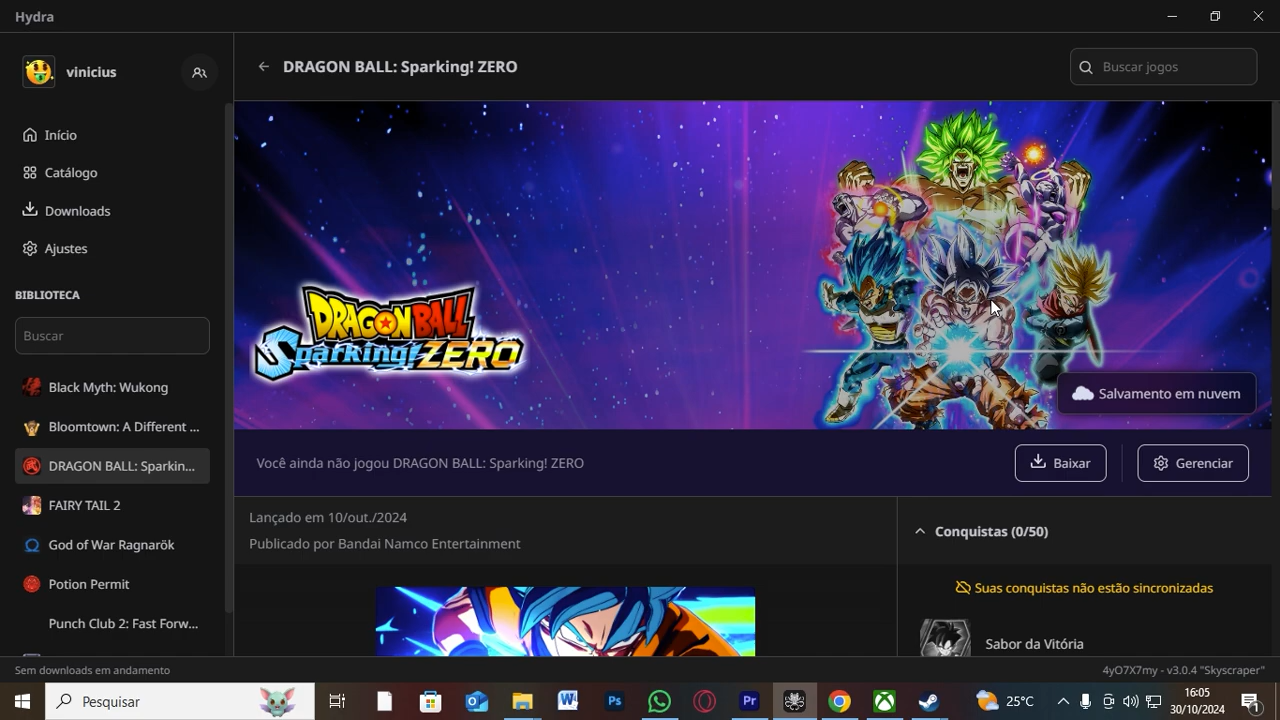 Hydra
vinicius
DRAGON BALL: Sparking! ZERO
Buscar jogos
Início
Catálogo
Downloads
Ajustes
BIBLIOTECA
Buscar
Black Myth: Wukong
Bloomtown: A Different ...
DRAGON BALL: Sparkin...
FAIRY TAIL 2
God of War Ragnarök
Potion Permit
Punch Club 2: Fast Forw...
DRAGON BALL
Sparking! ZERO
Salvamento em nuvem
Você ainda não jogou DRAGON BALL: Sparking! ZERO
Baixar
Gerenciar
Lançado em 10/out./2024
Publicado por Bandai Namco Entertainment
Conquistas (0/50)
Suas conquistas não estão sincronizadas
Sabor da Vitória
Sem downloads em andamento
4yO7X7my - v3.0.4 "Skyscraper"
Pesquisar
W
Ps
Pr
25°C
16:05
30/10/2024
1